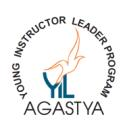 YOUNG INSTRUCTOR LEADER PROGRAM
YiL
AGASTYA